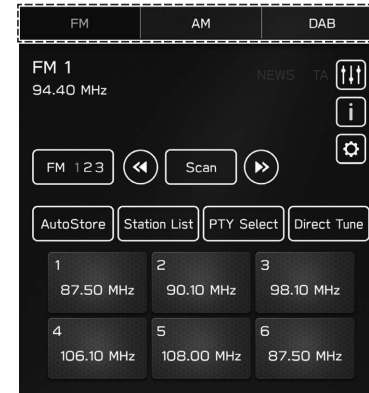 FM AM DAB
FM 1
94.40 MHz
NEWS TA
i
FM 123 Scan
AutoStore Station List PTY Select Direct Tune
1 2 3
87.50 MHz 90.10 MHz 98.10 MHz
4 5 6
106.10 MHz 108.00 MHz 87.50 MHz